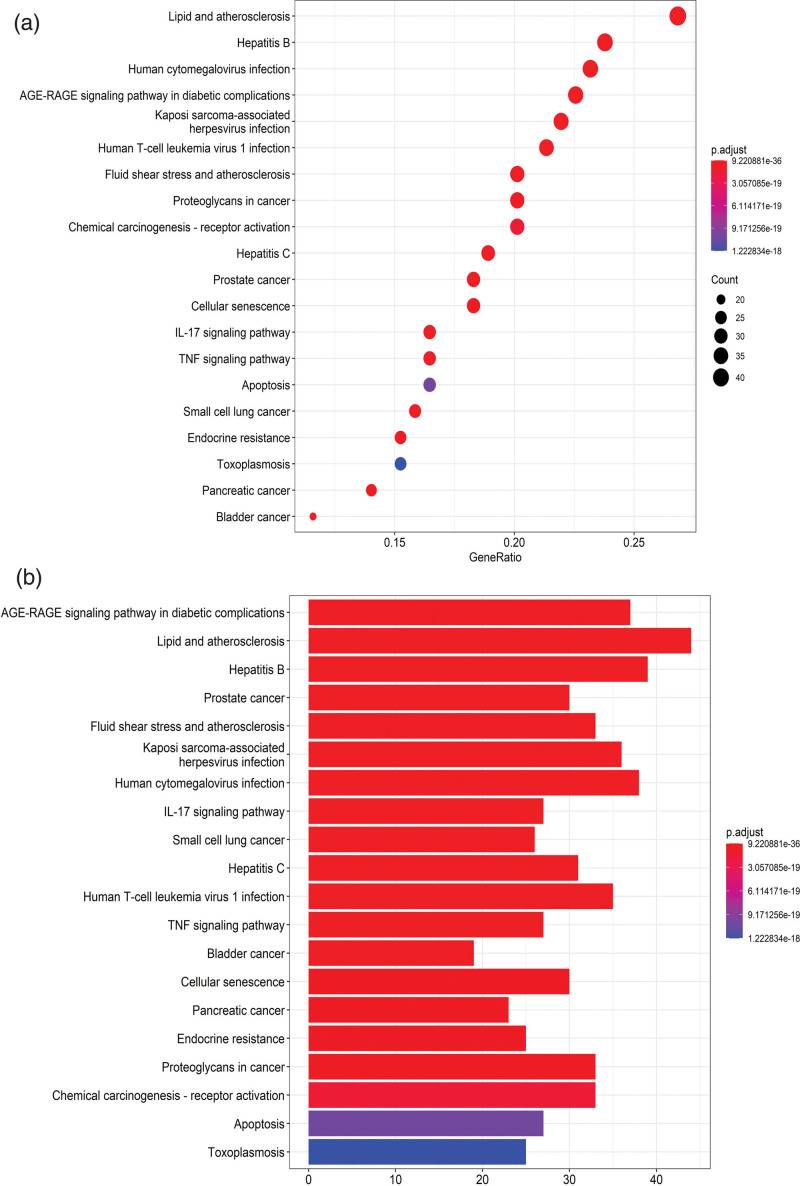 (a)
Lipid and atherosclerosis
Hepatitis B
Human cytomegalovirus infection
AGE-RAGE signaling pathway in diabetic complications
Kaposi sarcoma-associated
herpesvirus infection
Human T-cell leukemia virus 1 infection
Fluid shear stress and atherosclerosis
Proteoglycans in cancer
Chemical carcinogenesis - receptor activation
Hepatitis C
Prostate cancer
Cellular senescence
IL-17 signaling pathway
TNF signaling pathway
Apoptosis
Small cell lung cancer
Endocrine resistance
Toxoplasmosis
Pancreatic cancer
Bladder cancer
0.15 0.20 0.25
GeneRatio
p.adjust
9.220881e-36
3.057085e-19
6.114171e-19
9.171256e-19
1.222834e-18
Count
20
25
30
35
40
(b)
AGE-RAGE signaling pathway in diabetic complications
Lipid and atherosclerosis
Hepatitis B
Prostate cancer
Fluid shear stress and atherosclerosis
Kaposi sarcoma-associated
herpesvirus infection
Human cytomegalovirus infection
IL-17 signaling pathway
Small cell lung cancer
Hepatitis C
Human T-cell leukemia virus 1 infection
TNF signaling pathway
Bladder cancer
Cellular senescence
Pancreatic cancer
Endocrine resistance
Proteoglycans in cancer
Chemical carcinogenesis - receptor activation
Apoptosis
Toxoplasmosis
0 10 20 30 40
p.adjust
9.220881e-36
3.057085e-19
6.114171e-19
9.171256e-19
1.222834e-18